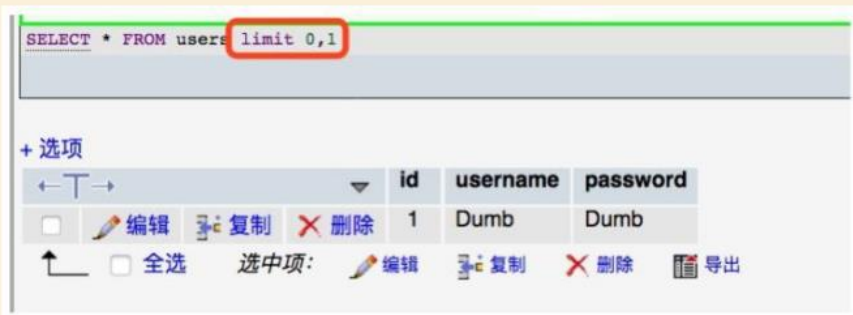 SELECT * FROM users limit 0,1
+ 选项
←T→ id username password
编辑 复制 删除 1 Dumb Dumb
全选 选中项: 编辑 复制 删除 导出